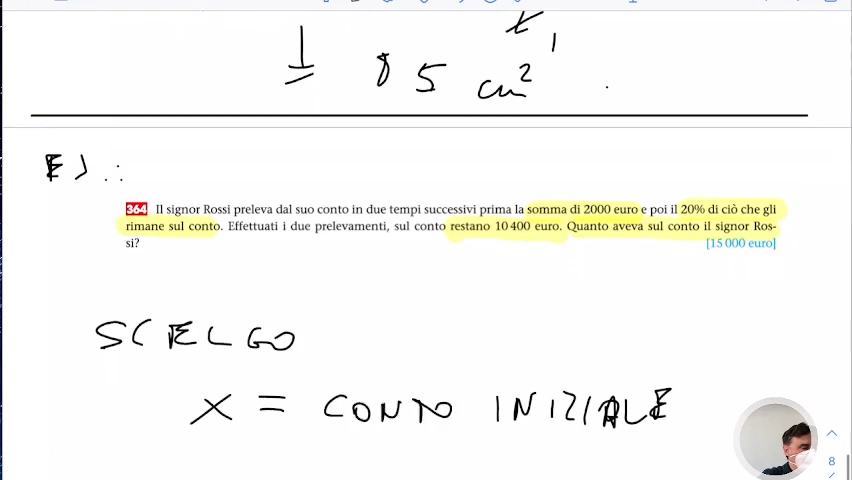 = 85 cm²
ES.:
364 Il signor Rossi preleva dal suo conto in due tempi successivi prima la somma di 2000 euro e poi il 20% di ciò che gli
rimane sul conto. Effettuati i due prelevamenti, sul conto restano 10 400 euro. Quanto aveva sul conto il signor Ros-
si? [15 000 euro]
SCELGO
X = CONTO INIZIALE
8